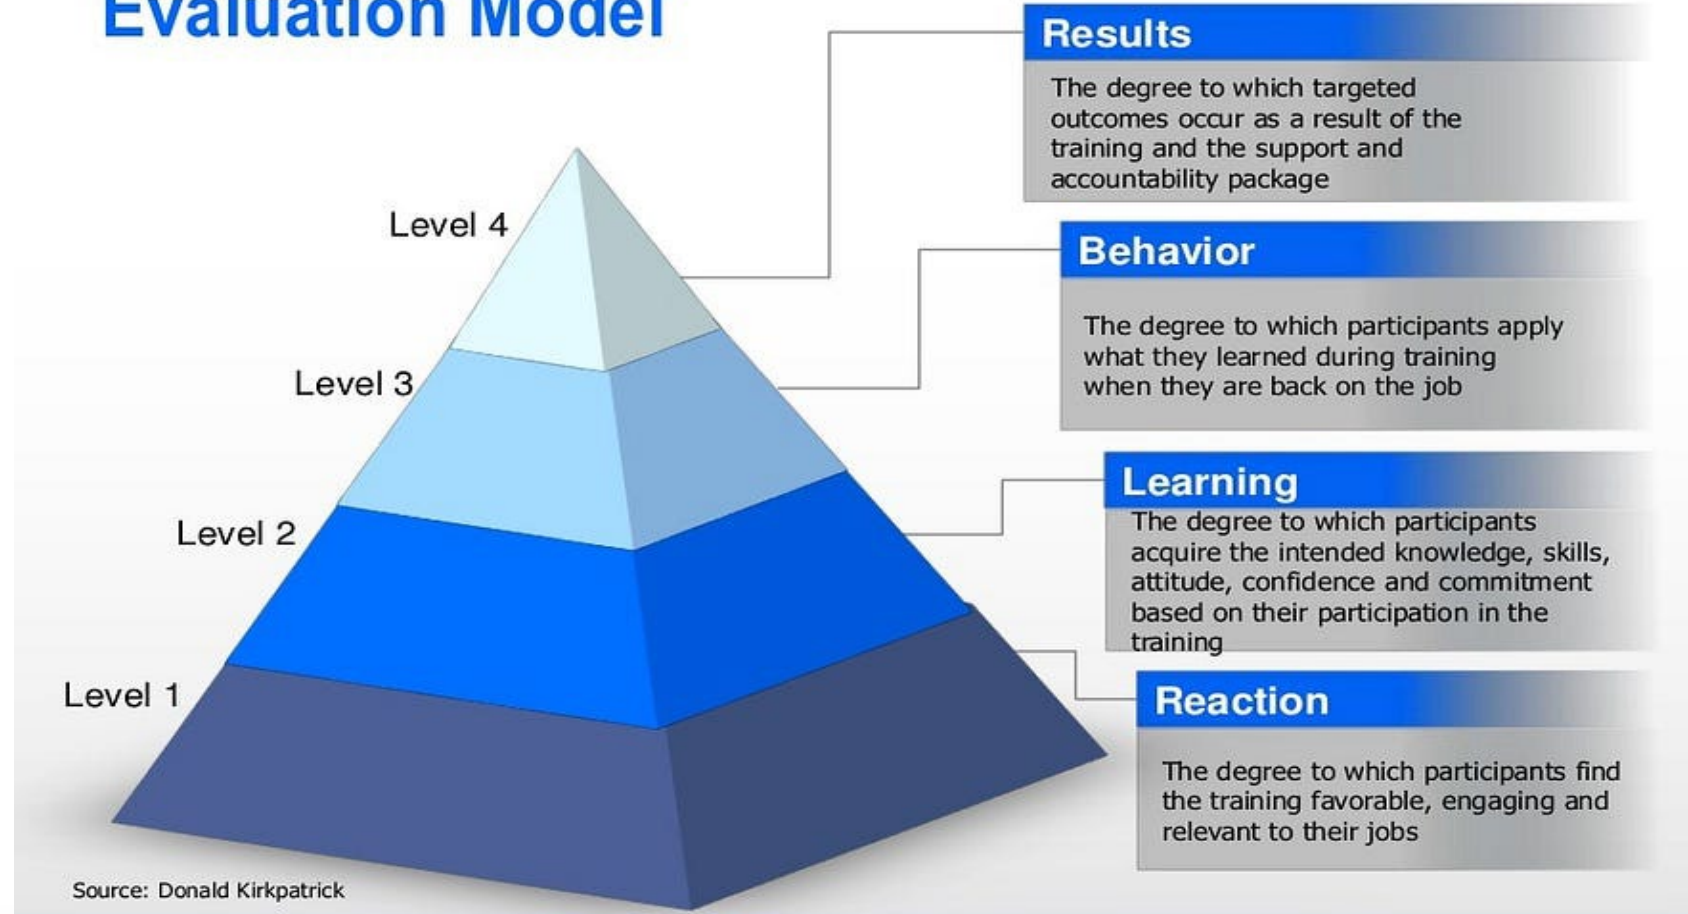 Evaluation Model
Results
The degree to which targeted
outcomes occur as a result of the
training and the support and
accountability package
Level 4
Behavior
The degree to which participants apply
what they learned during training
when they are back on the job
Level 3
Learning
The degree to which participants
acquire the intended knowledge, skills,
attitude, confidence and commitment
based on their participation in the
training
Level 2
Reaction
The degree to which participants find
the training favorable, engaging and
relevant to their jobs
Level 1
Source: Donald Kirkpatrick